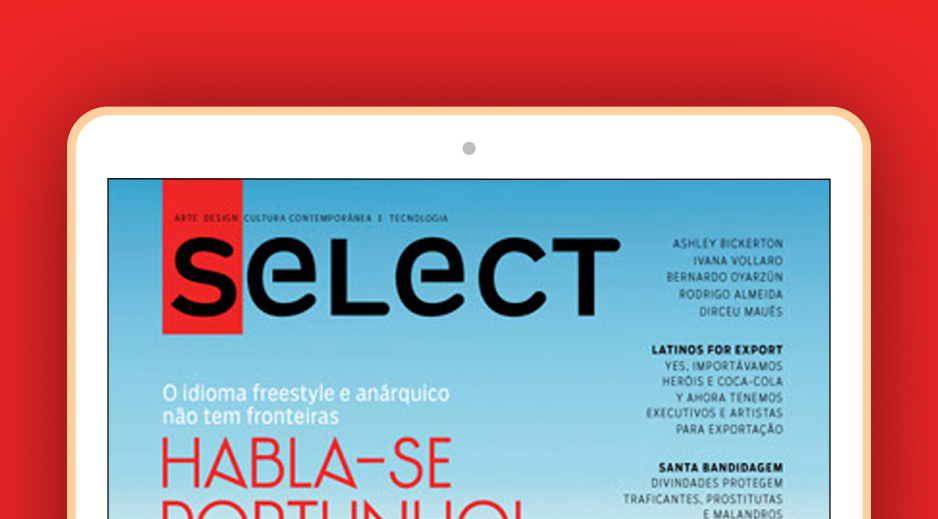 ARTE DESIGN CULTURA CONTEMPORÂNEA E TECNOLOGIA
seLecT
ASHLEY BICKERTON
IVANA VOLLARO
BERNARDO OYARZÚN
RODRIGO ALMEIDA
DIRCEU MAUÉS
LATINOS FOR EXPORT
YES, IMPORTÁVAMOS
HERÓIS E COCA-COLA
Y AHORA TENEMOS
EXECUTIVOS E ARTISTAS
PARA EXPORTAÇÃO
O idioma freestyle e anárquico
não tem fronteiras
HABLA-SE
PORTUNHOL
SANTA BANDIDAGEM
DIVINDADES PROTEGEM
TRAFICANTES, PROSTITUTAS
E MALANDROS